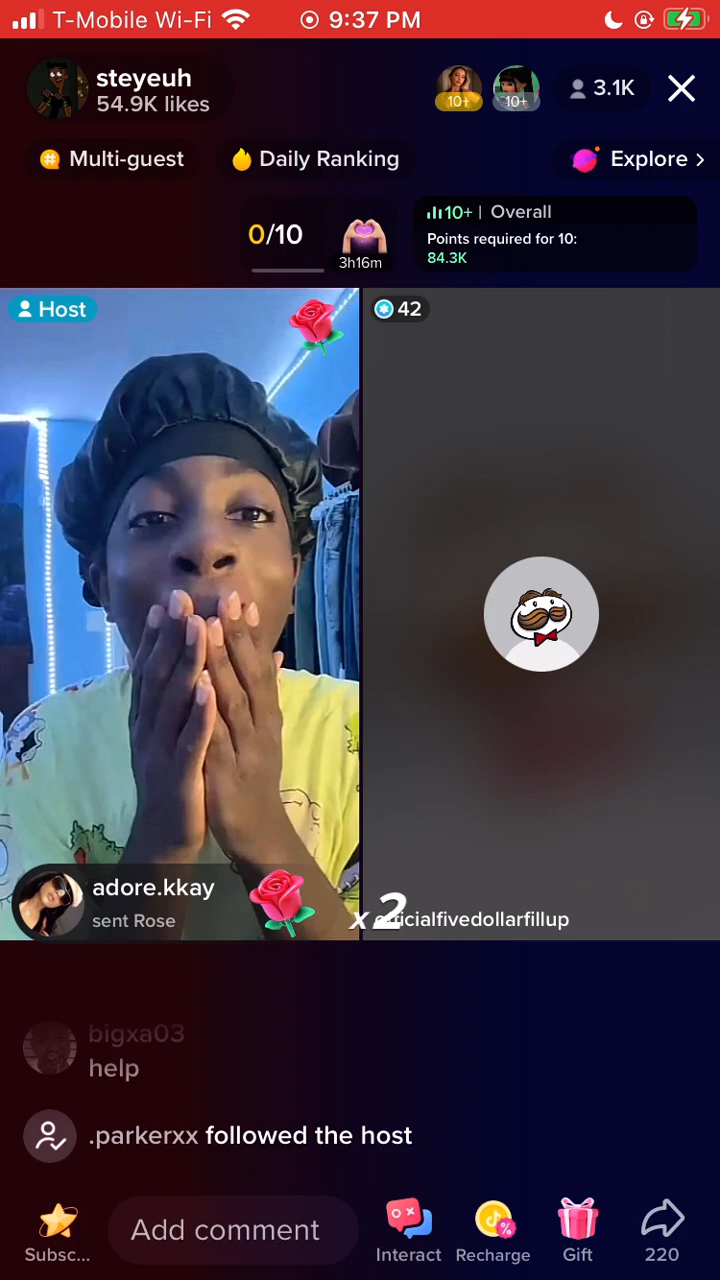 T-Mobile Wi-Fi 9:37 PM
steyeuh
54.9K likes
10+ 10+ 3.1K
Multi-guest Daily Ranking Explore >
0/10
3h16m
10+ | Overall
Points required for 10:
84.3K
Host
42
adore.kkay
sent Rose
x 2
icialfivedollarfillup
bigxa03
help
.parkerxx followed the host
Add comment
Subsc... Interact Recharge Gift 220